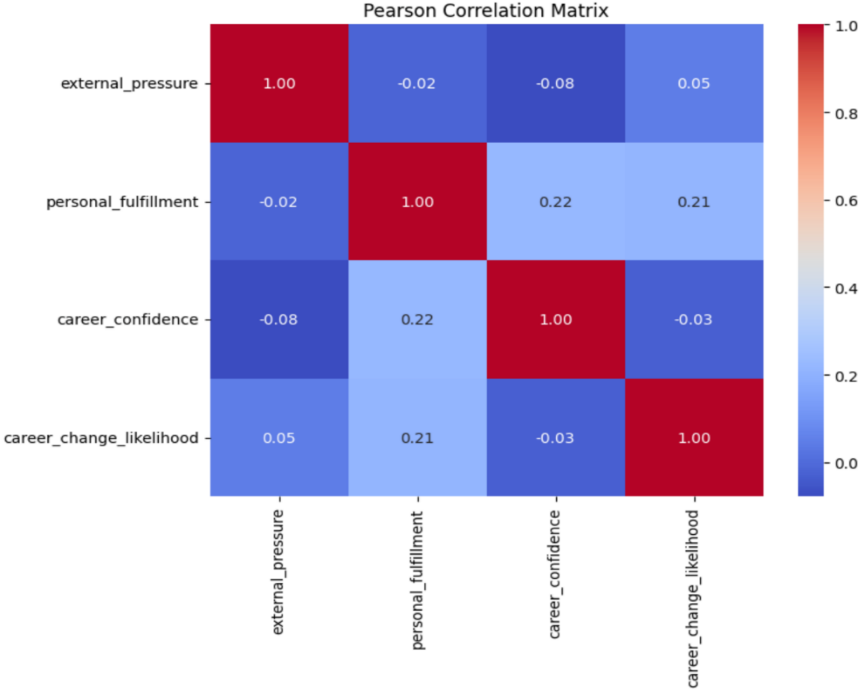 Pearson Correlation Matrix
external_pressure 1.00 -0.02 -0.08 0.05
personal_fulfillment -0.02 1.00 0.22 0.21
career_confidence -0.08 0.22 1.00 -0.03
career_change_likelihood 0.05 0.21 -0.03 1.00
external_pressure
personal_fulfillment
career_confidence
career_change_likelihood
1.0
0.8
0.6
0.4
0.2
0.0